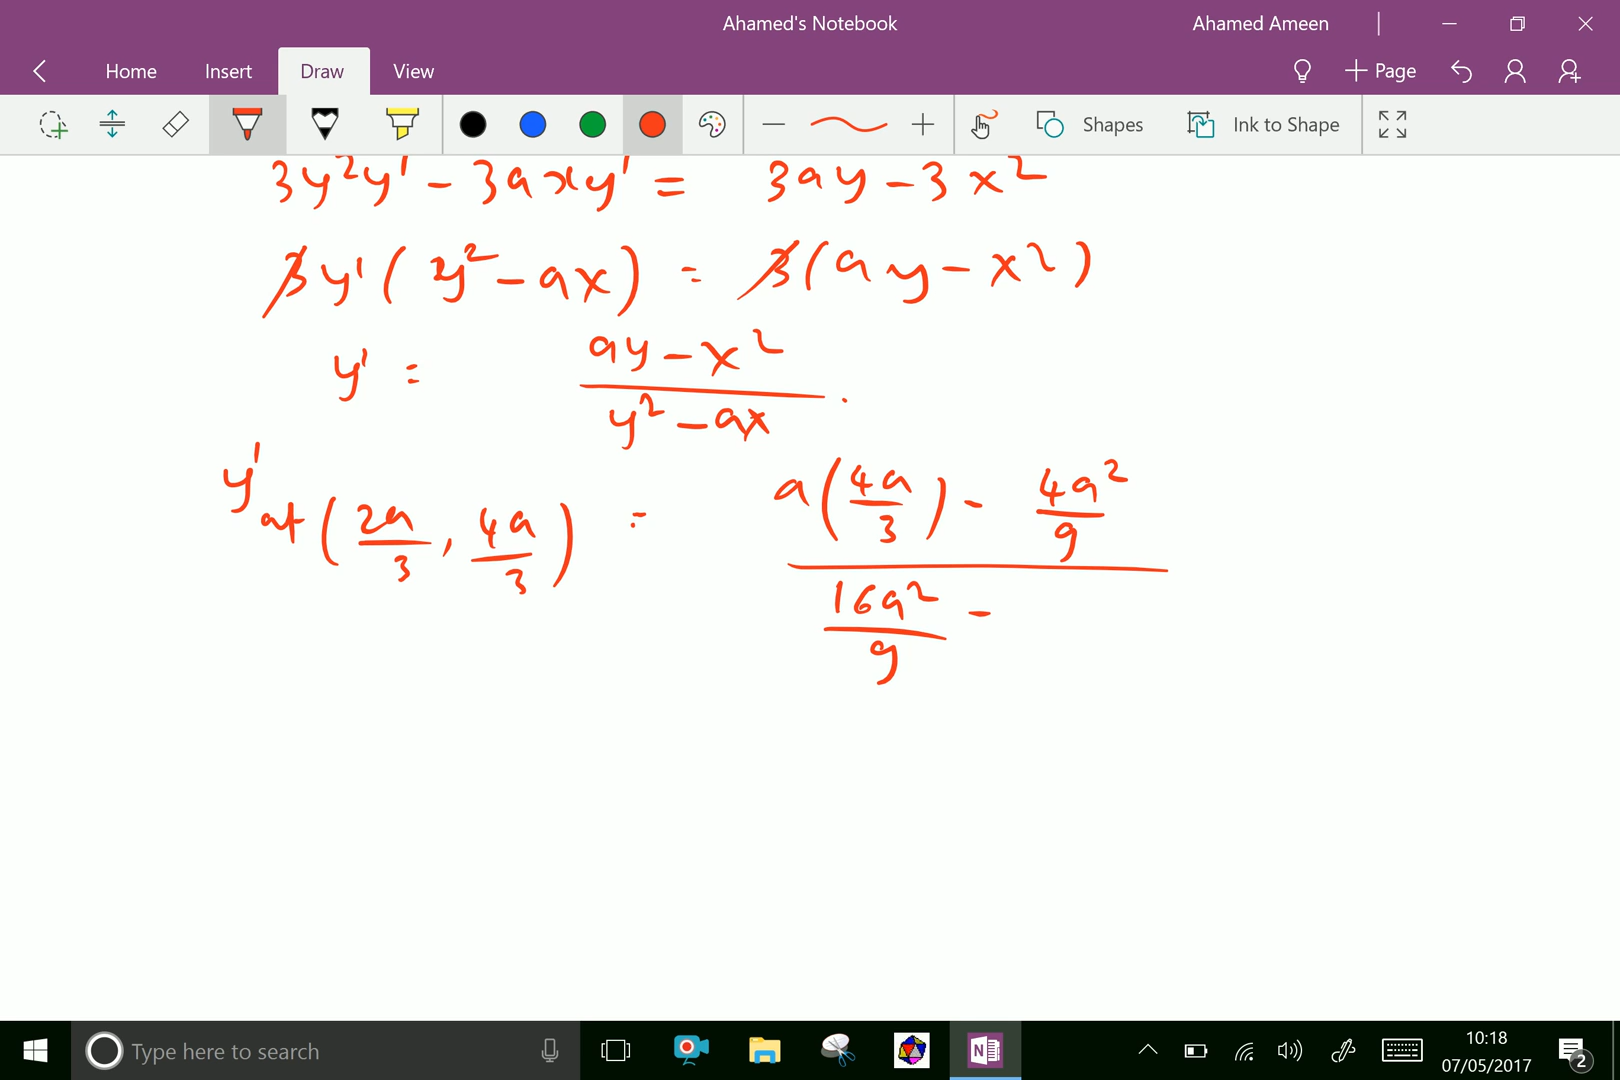 Ahamed's Notebook Ahamed Ameen
Home Insert Draw View Page
Shapes Ink to Shape
3y²y' - 3axy' = 3ay - 3x²
3y'(y² - ax) = 3(ay - x²)
y' = (ay - x²)/(y² - ax).
y' at (2a/3, 4a/3) = (a(4a/3) - 4a²/9)/(16a²/9 -
Type here to search N 10:18
07/05/2017 2